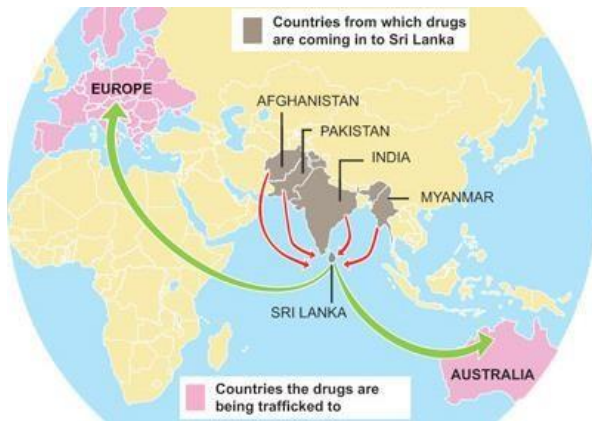 Countries from which drugs
are coming in to Sri Lanka
EUROPE
AFGHANISTAN
PAKISTAN
INDIA
MYANMAR
SRI LANKA
AUSTRALIA
Countries the drugs are
being trafficked to